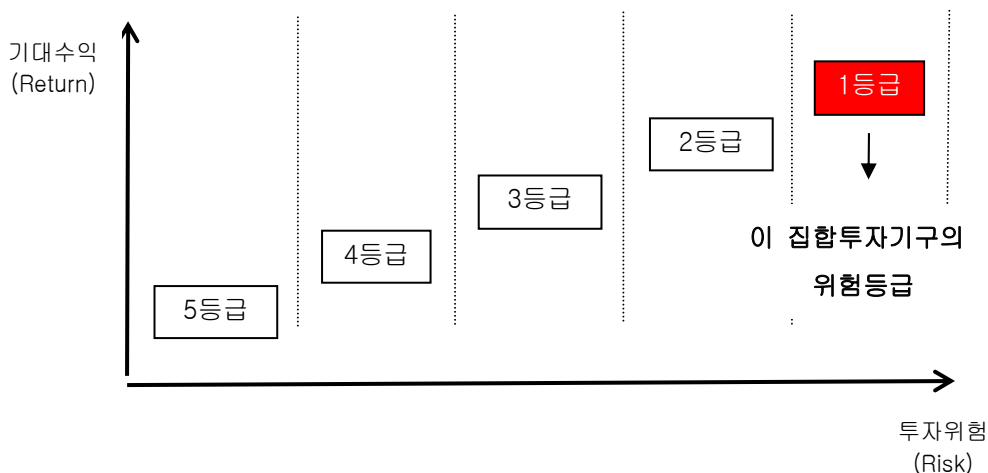 기대수익
(Return)
1등급
2등급
3등급
4등급
5등급
이 집합투자기구의
위험등급
투자위험
(Risk)